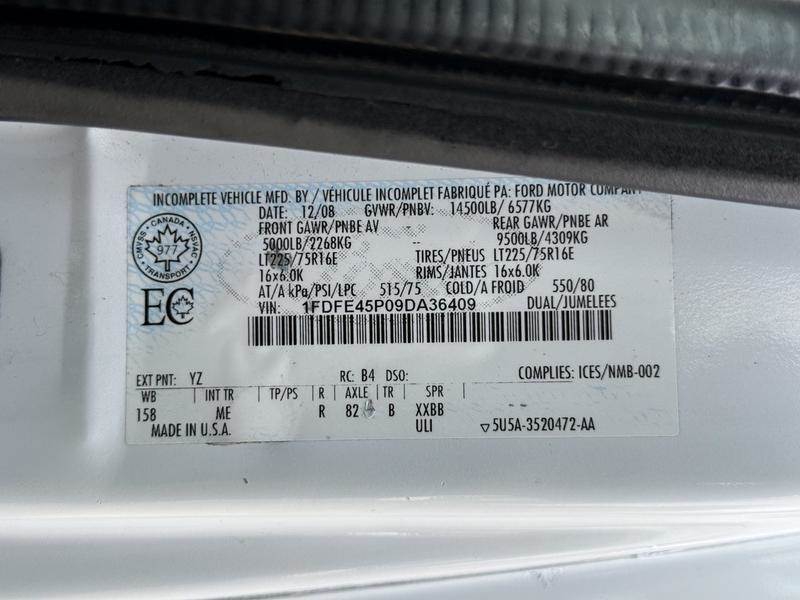 INCOMPLETE VEHICLE MFD. BY / VÉHICULE INCOMPLET FABRIQUÉ PA: FORD MOTOR COMPANY
DATE: 12/08 GVWR/PNBV: 14500LB/ 6577KG
FRONT GAWR/PNBE AV REAR GAWR/PNBE AR
5000LB/2268KG -- 9500LB/4309KG
LT225/75R16E TIRES/PNEUS LT225/75R16E
16x6.0K RIMS/JANTES 16x6.0K
AT/A kPa/PSI/LPC 515/75 COLD/A FROID 550/80
VIN: 1FDFE45P09DA36409 DUAL/JUMELEES
CANADA
CMVSS NSVAC
977
TRANSPORT
EC
EXT PNT: YZ RC: B4 DSO: COMPLIES: ICES/NMB-002
WB INT TR TP/PS R AXLE TR SPR
158 ME R 82 B XXBB
MADE IN U.S.A. ULI ▽5U5A-3520472-AA